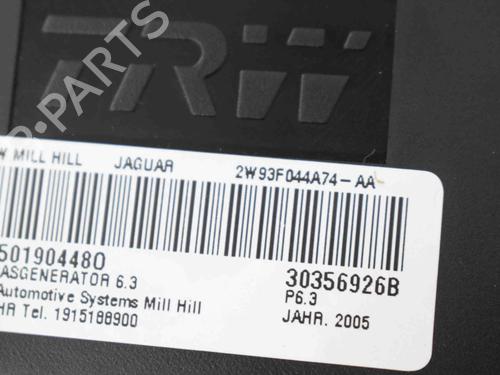 TRW
W MILL HILL JAGUAR 2W93F044A74-AA
501904480 30356926B
ASGENERATOR 6.3 P6.3
Automotive Systems Mill Hill JAHR. 2005
HR Tel. 1915188900
B-PARTS